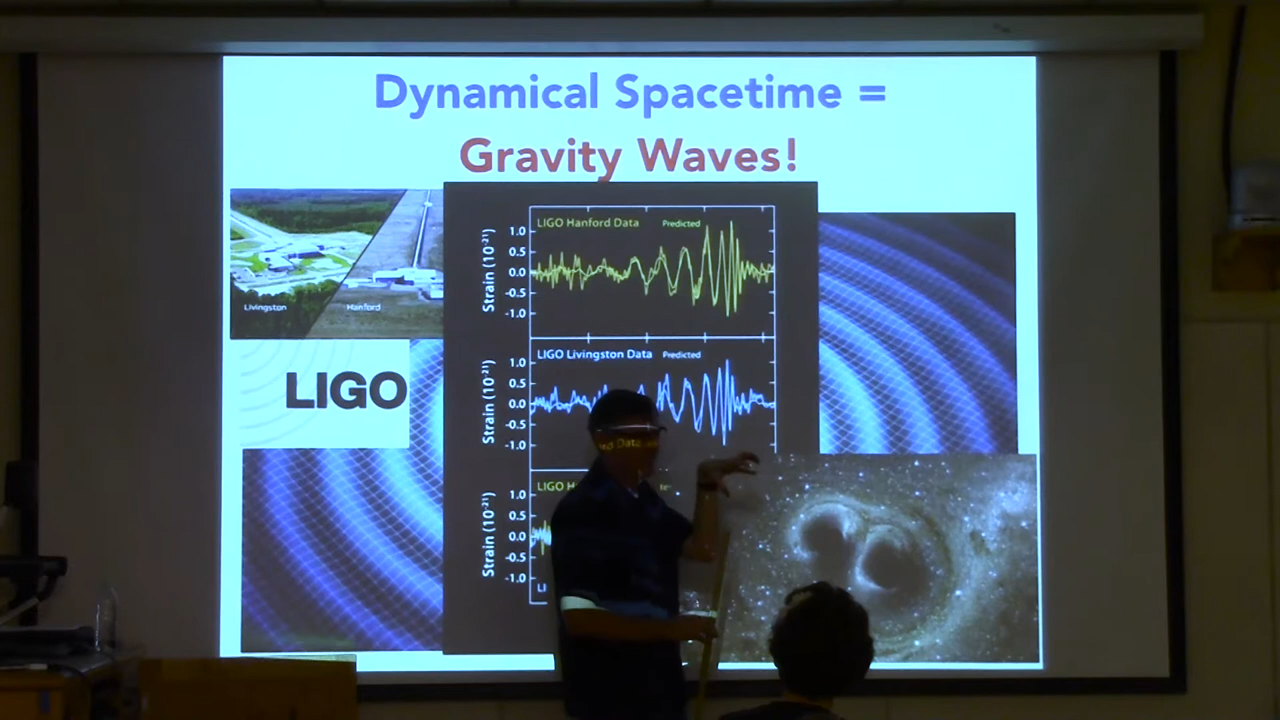 Dynamical Spacetime =
Gravity Waves!
Livingston
Hanford
LIGO
LIGO Hanford Data Predicted
1.0
0.5
0.0
-0.5
-1.0
Strain (10⁻²¹)
LIGO Livingston Data Predicted
1.0
0.5
0.0
-0.5
-1.0
Strain (10⁻²¹)
LIGO
1.0
0.5
0.0
-0.5
-1.0
Strain (10⁻²¹)
Data